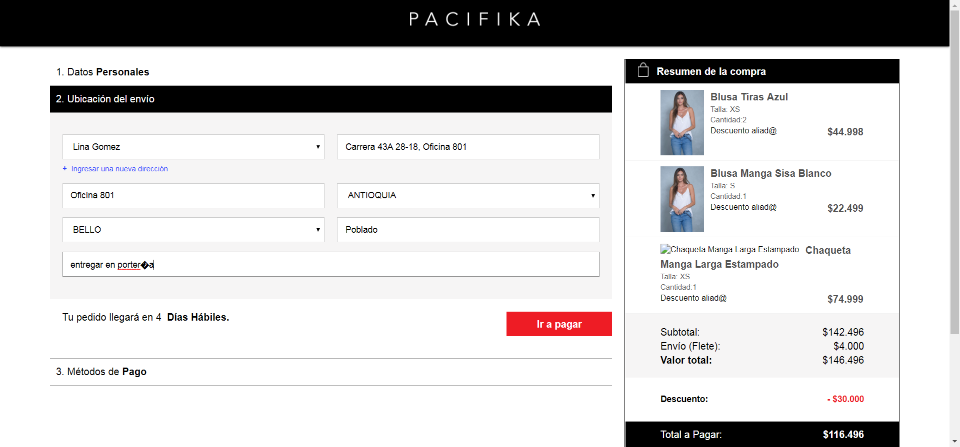 PACIFIKA
1. Datos Personales
2. Ubicación del envío
Lina Gomez
Carrera 43A 28-18, Oficina 801
+ Ingresar una nueva dirección
Oficina 801
ANTIOQUIA
BELLO
Poblado
entregar en porter�a
Tu pedido llegará en 4 Días Hábiles.
Ir a pagar
3. Métodos de Pago
Resumen de la compra
Blusa Tiras Azul
Talla: XS
Cantidad:2
Descuento aliad@ $44.998
Blusa Manga Sisa Blanco
Talla: S
Cantidad:1
Descuento aliad@ $22.499
Chaqueta Manga Larga Estampado Chaqueta
Manga Larga Estampado
Talla: XS
Cantidad:1
Descuento aliad@ $74.999
Subtotal: $142.496
Envío (Flete): $4.000
Valor total: $146.496
Descuento: - $30.000
Total a Pagar: $116.496